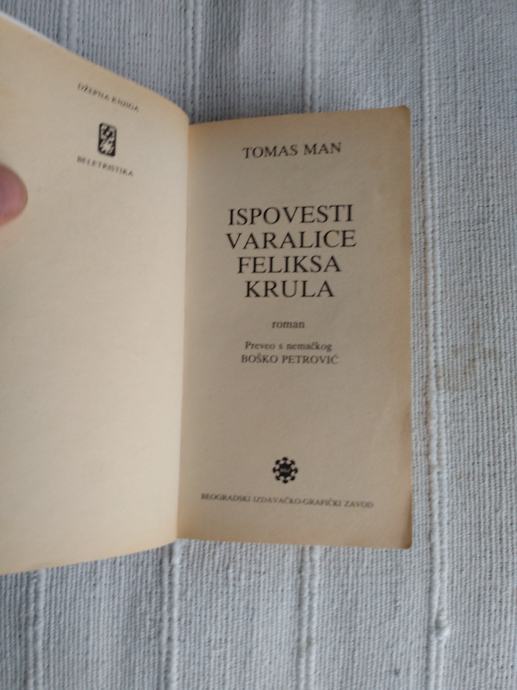 DŽEPNA KNJIGA
BELETRISTIKA
TOMAS MAN
ISPOVESTI
VARALICE
FELIKSA
KRULA
roman
Preveo s nemačkog
BOŠKO PETROVIĆ
BEOGRADSKI IZDAVAČKO-GRAFIČKI ZAVOD